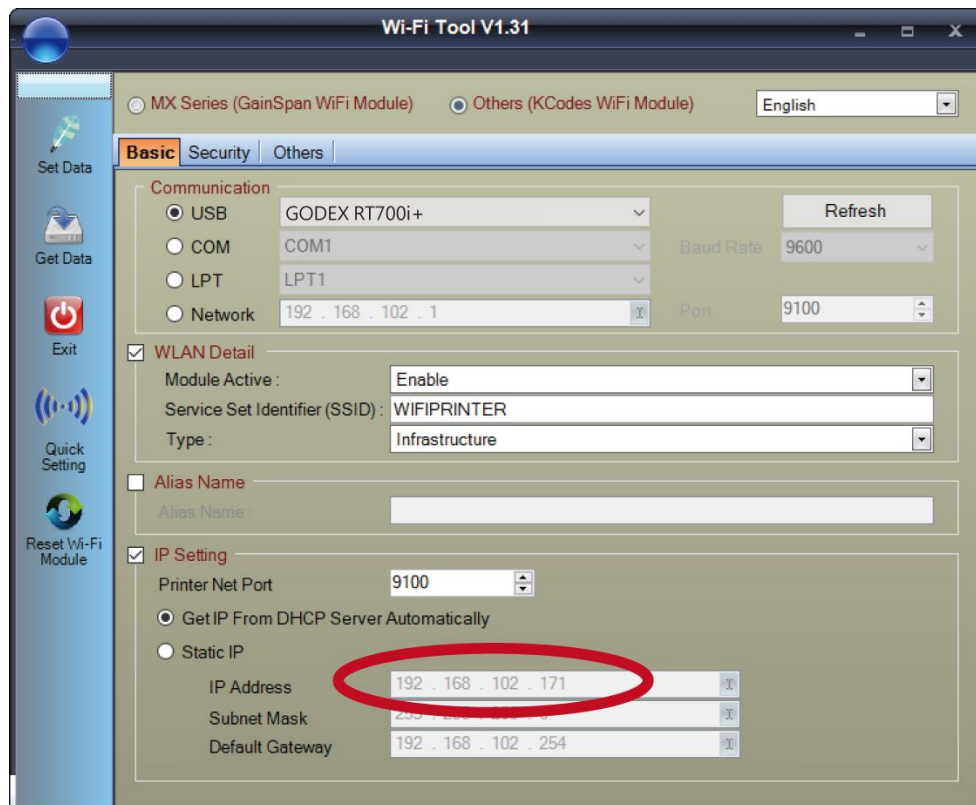 Wi-Fi Tool V1.31
MX Series (GainSpan WiFi Module) Others (KCodes WiFi Module) English
Set Data
Get Data
Exit
Quick
Setting
Reset Wi-Fi
Module
Basic Security Others
Communication
USB GODEX RT700i+ Refresh
COM COM1 Baud Rate 9600
LPT LPT1
Network 192 . 168 . 102 . 1 Port 9100
WLAN Detail
Module Active : Enable
Service Set Identifier (SSID) : WIFIPRINTER
Type : Infrastructure
Alias Name
Alias Name :
IP Setting
Printer Net Port 9100
Get IP From DHCP Server Automatically
Static IP
IP Address 192 . 168 . 102 . 171
Subnet Mask
Default Gateway 192 . 168 . 102 . 254